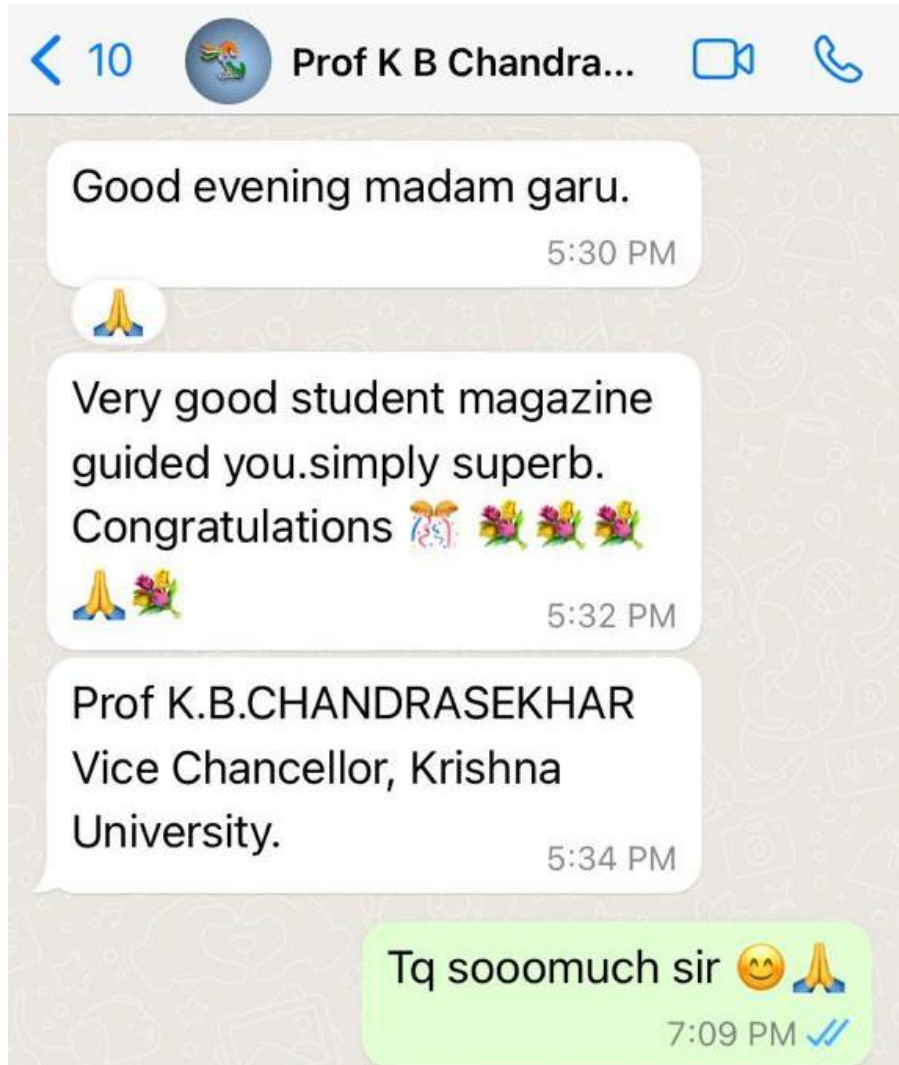 10 Prof K B Chandra...
Good evening madam garu.
5:30 PM
🙏
Very good student magazine
guided you.simply superb.
Congratulations 🎊 💐 💐 💐
🙏💐 5:32 PM
Prof K.B.CHANDRASEKHAR
Vice Chancellor, Krishna
University.
5:34 PM
Tq sooomuch sir 😊🙏
7:09 PM